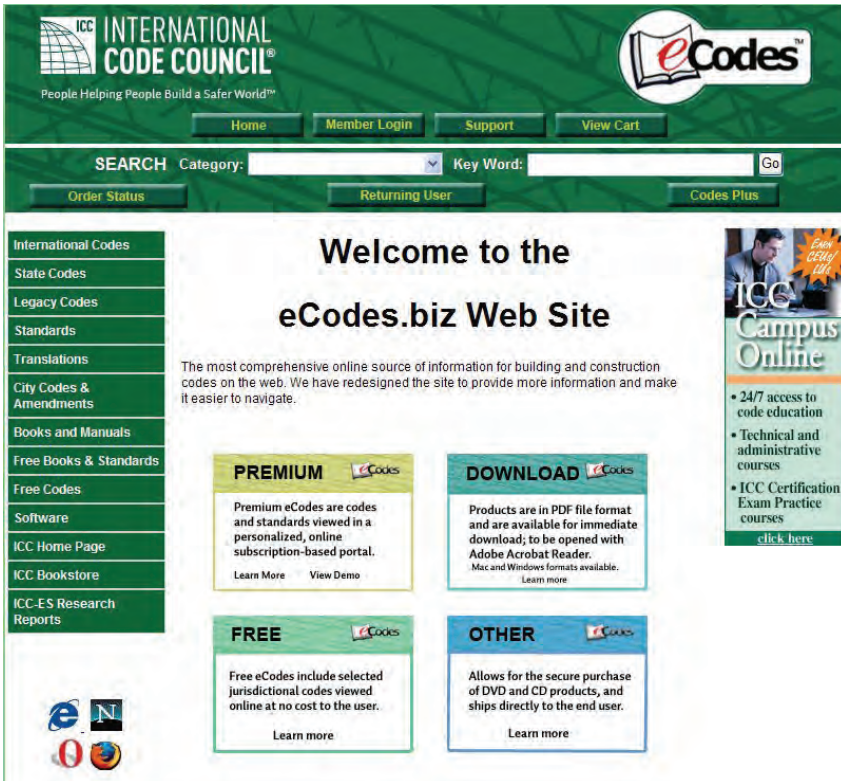 ICC INTERNATIONAL
CODE COUNCIL®
People Helping People Build a Safer World™
eCodes™
Home Member Login Support View Cart
SEARCH Category: Key Word: Go
Order Status Returning User Codes Plus
International Codes
State Codes
Legacy Codes
Standards
Translations
City Codes &
Amendments
Books and Manuals
Free Books & Standards
Free Codes
Software
ICC Home Page
ICC Bookstore
ICC-ES Research
Reports
Welcome to the
eCodes.biz Web Site
The most comprehensive online source of information for building and construction
codes on the web. We have redesigned the site to provide more information and make
it easier to navigate.
PREMIUM eCodes
Premium eCodes are codes
and standards viewed in a
personalized, online
subscription-based portal.
Learn More View Demo
DOWNLOAD eCodes
Products are in PDF file format
and are available for immediate
download; to be opened with
Adobe Acrobat Reader.
Mac and Windows formats available.
Learn more
FREE eCodes
Free eCodes include selected
jurisdictional codes viewed
online at no cost to the user.
Learn more
OTHER eCodes
Allows for the secure purchase
of DVD and CD products, and
ships directly to the end user.
Learn more
EARN
CEUs/
LUs
ICC
Campus
Online
• 24/7 access to
code education
• Technical and
administrative
courses
• ICC Certification
Exam Practice
courses
click here
N